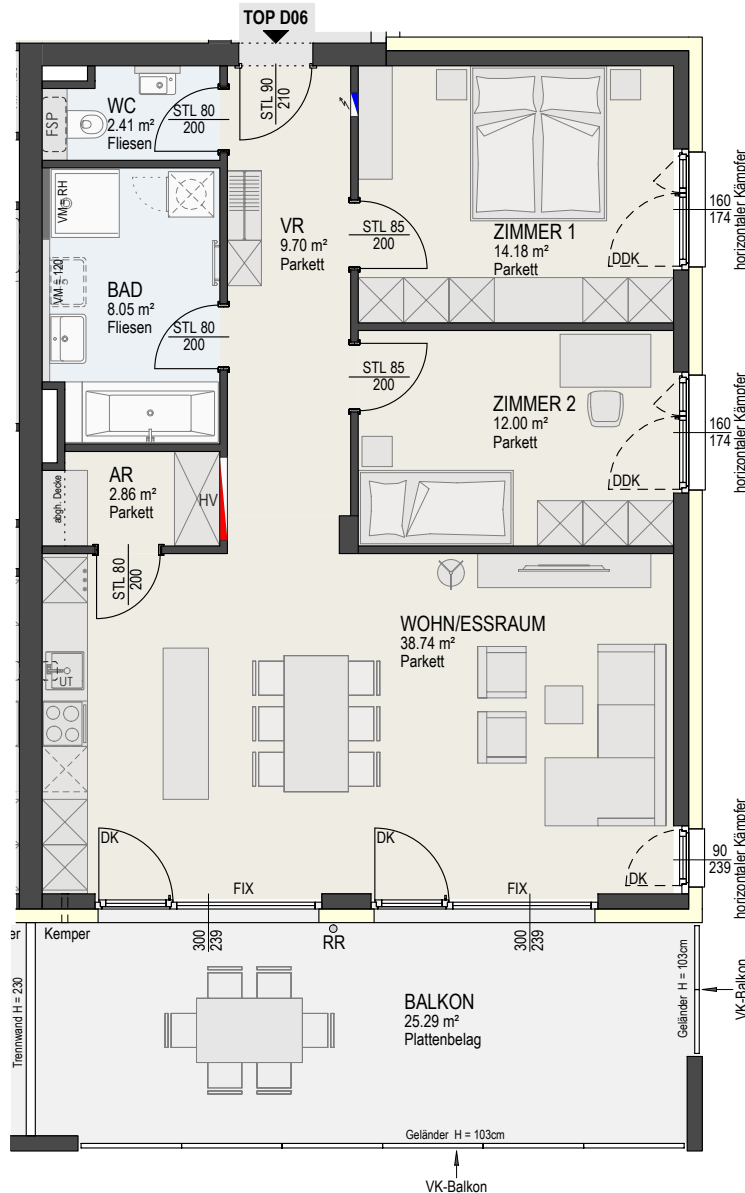 TOP D06
WC
2.41 m²
Fliesen
FSP
STL 80
200
STL 90
210
VM = RH
VM = 120
BAD
8.05 m²
Fliesen
STL 80
200
VR
9.70 m²
Parkett
STL 85
200
ZIMMER 1
14.18 m²
Parkett
DDK
160
174
horizontaler Kämpfer
STL 85
200
ZIMMER 2
12.00 m²
Parkett
DDK
160
174
horizontaler Kämpfer
AR
2.86 m²
Parkett
abgh. Decke
HV
STL 80
200
WOHN/ESSRAUM
38.74 m²
Parkett
UT
DK
DK
DK
90
239
horizontaler Kämpfer
FIX
FIX
300
239
300
239
er
Kemper
RR
Trennwand H = 230
BALKON
25.29 m²
Plattenbelag
Geländer H = 103cm
VK-Balkon
Geländer H = 103cm
VK-Balkon